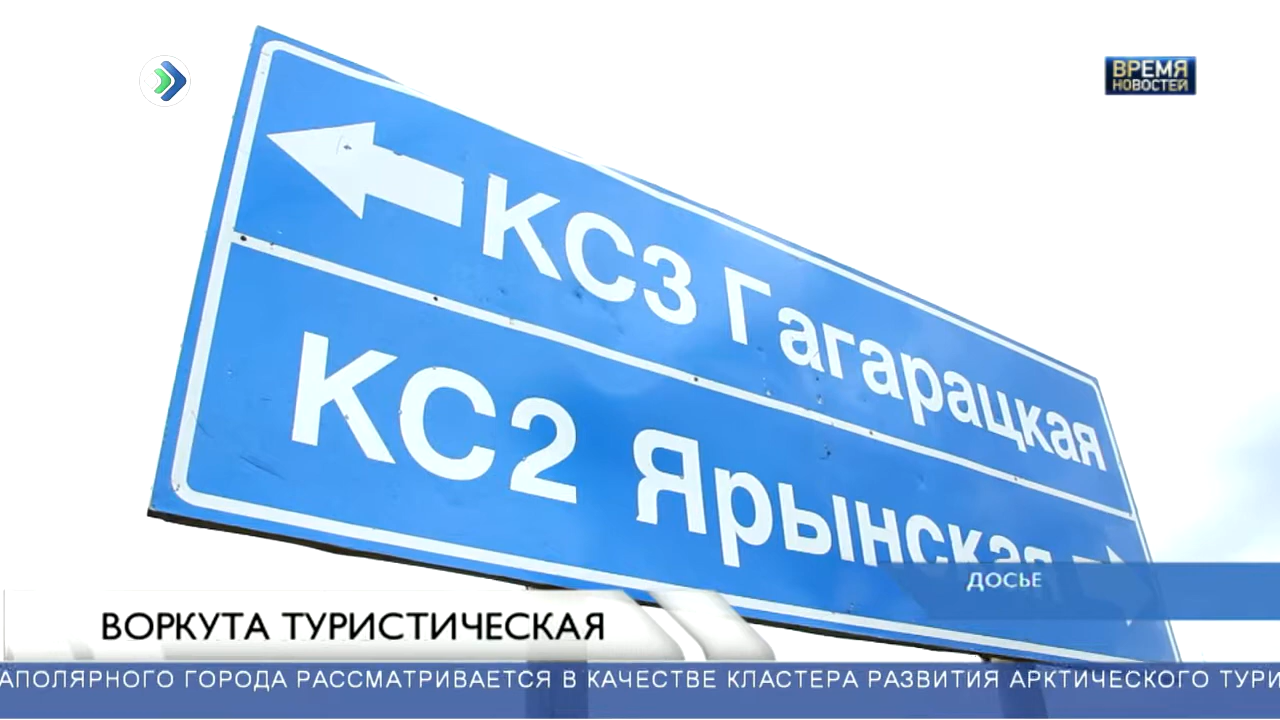 ВРЕМЯ
НОВОСТЕЙ
КС3 Гагарацкая
КС2 Ярынская
ДОСЬЕ
ВОРКУТА ТУРИСТИЧЕСКАЯ
АПОЛЯРНОГО ГОРОДА РАССМАТРИВАЕТСЯ В КАЧЕСТВЕ КЛАСТЕРА РАЗВИТИЯ АРКТИЧЕСКОГО ТУРИ